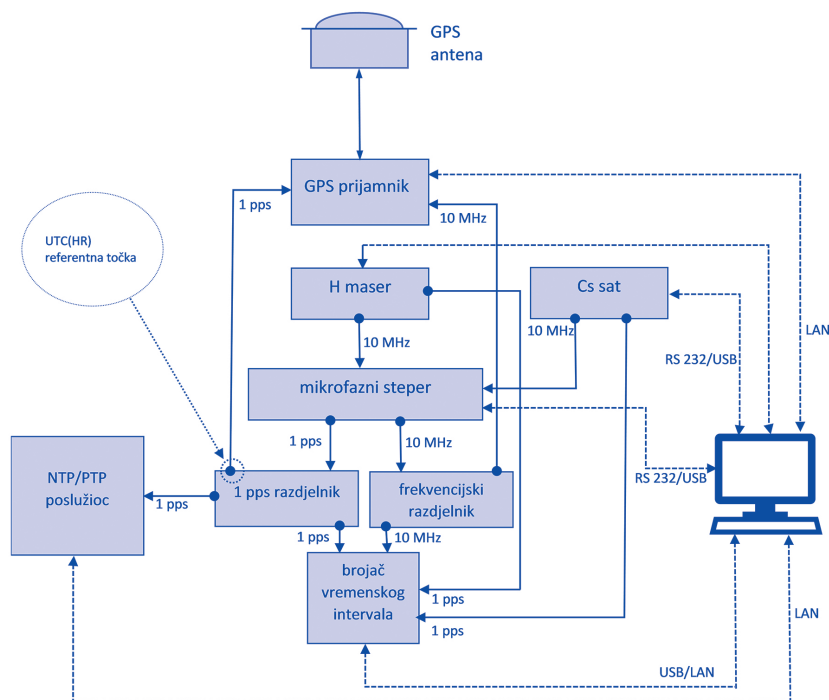 GPS
antena
GPS prijamnik
1 pps
10 MHz
UTC(HR)
referentna točka
H maser
Cs sat
10 MHz
10 MHz
LAN
RS 232/USB
mikrofazni steper
1 pps
10 MHz
NTP/PTP
poslužioc
1 pps
1 pps razdjelnik
frekvencijski
razdjelnik
RS 232/USB
1 pps
10 MHz
brojač
vremenskog
intervala
1 pps
1 pps
LAN
USB/LAN